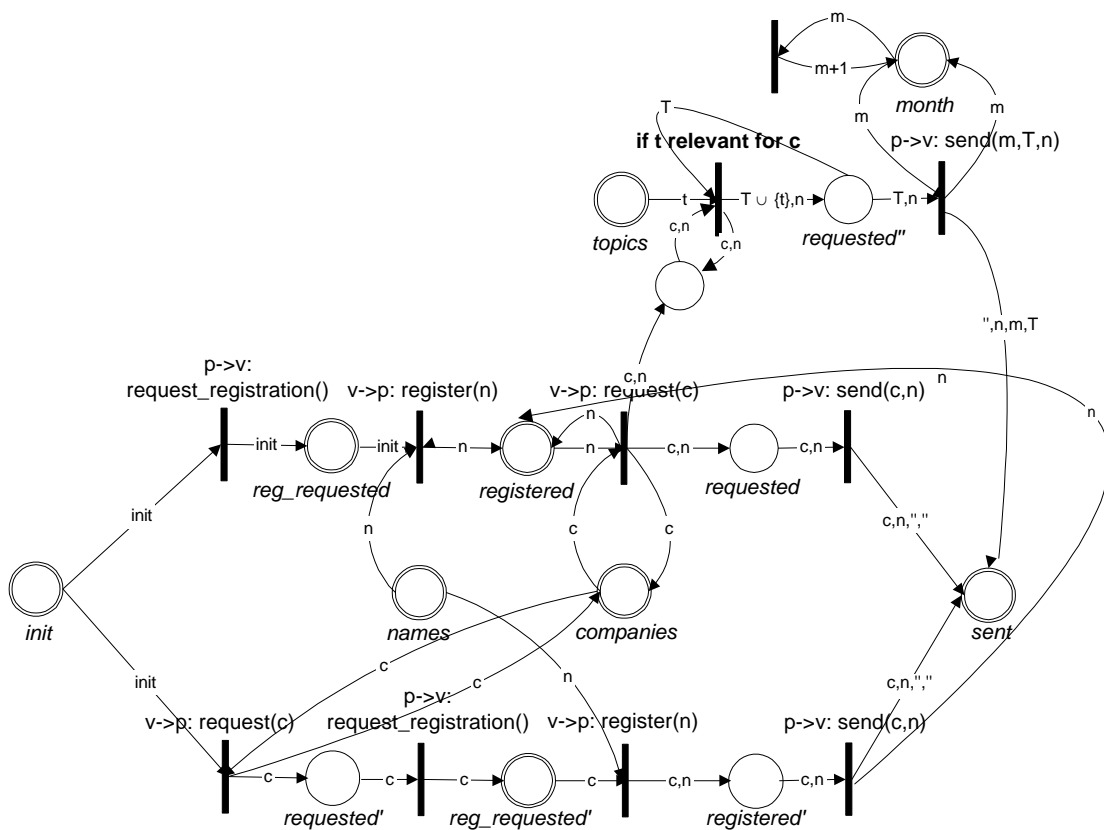 m
m+1
month
T
m
m
if t relevant for c
p->v: send(m,T,n)
t
T ∪ {t},n
T,n
topics
c,n
c,n
requested"
",n,m,T
p->v:
request_registration()
v->p: register(n)
c,n
v->p: request(c)
p->v: send(c,n)
n
n
n
init
init
n
n
c,n
c,n
reg_requested
registered
requested
init
n
c
c
c,n,","
init
names
companies
sent
c
c
n
init
c,n,","
v->p: request(c)
p->v:
request_registration()
v->p: register(n)
p->v: send(c,n)
c
c
c
c
c,n
c,n
requested'
reg_requested'
registered'